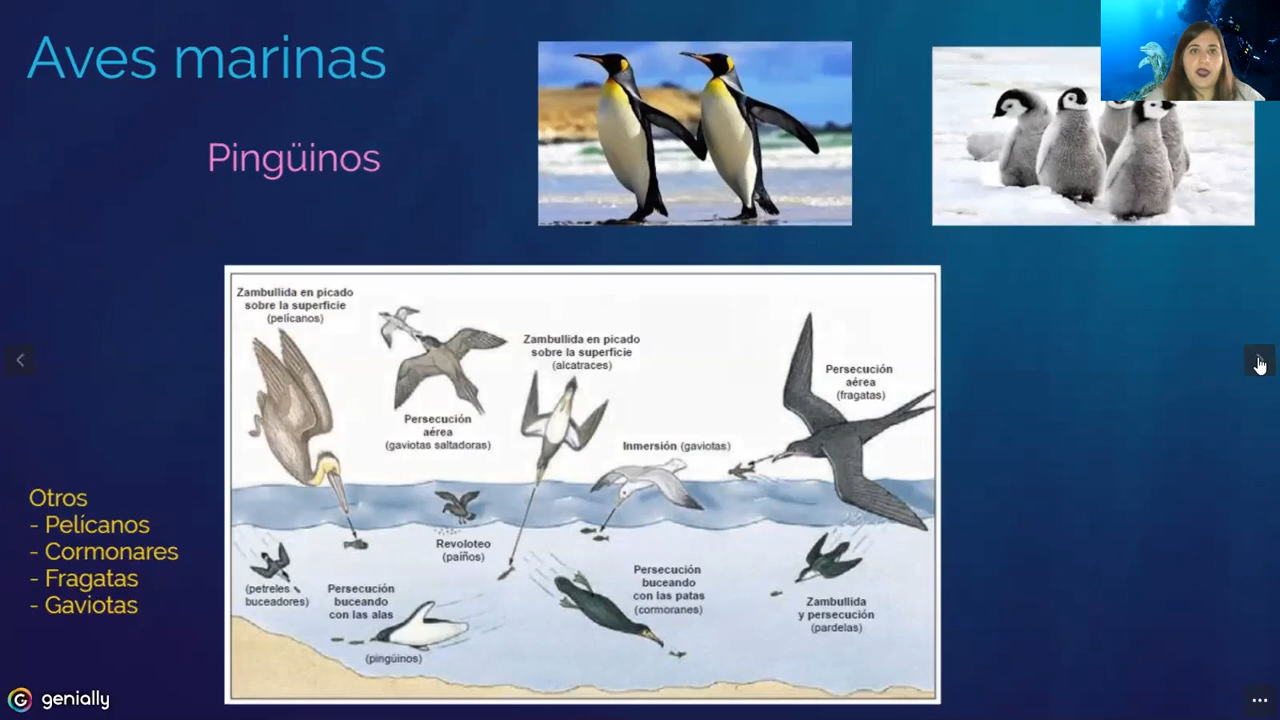 Aves marinas
Pingüinos
Zambullida en picado
sobre la superficie
(pelícanos)
Persecución
aérea
(gaviotas saltadoras)
Zambullida en picado
sobre la superficie
(alcatraces)
Inmersión (gaviotas)
Persecución
aérea
(fragatas)
Revoloteo
(paíños)
(petreles
buceadores)
Persecución
buceando
con las alas
(pingüinos)
Persecución
buceando
con las patas
(cormoranes)
Zambullida
y persecución
(pardelas)
Otros
- Pelícanos
- Cormonares
- Fragatas
- Gaviotas
genially